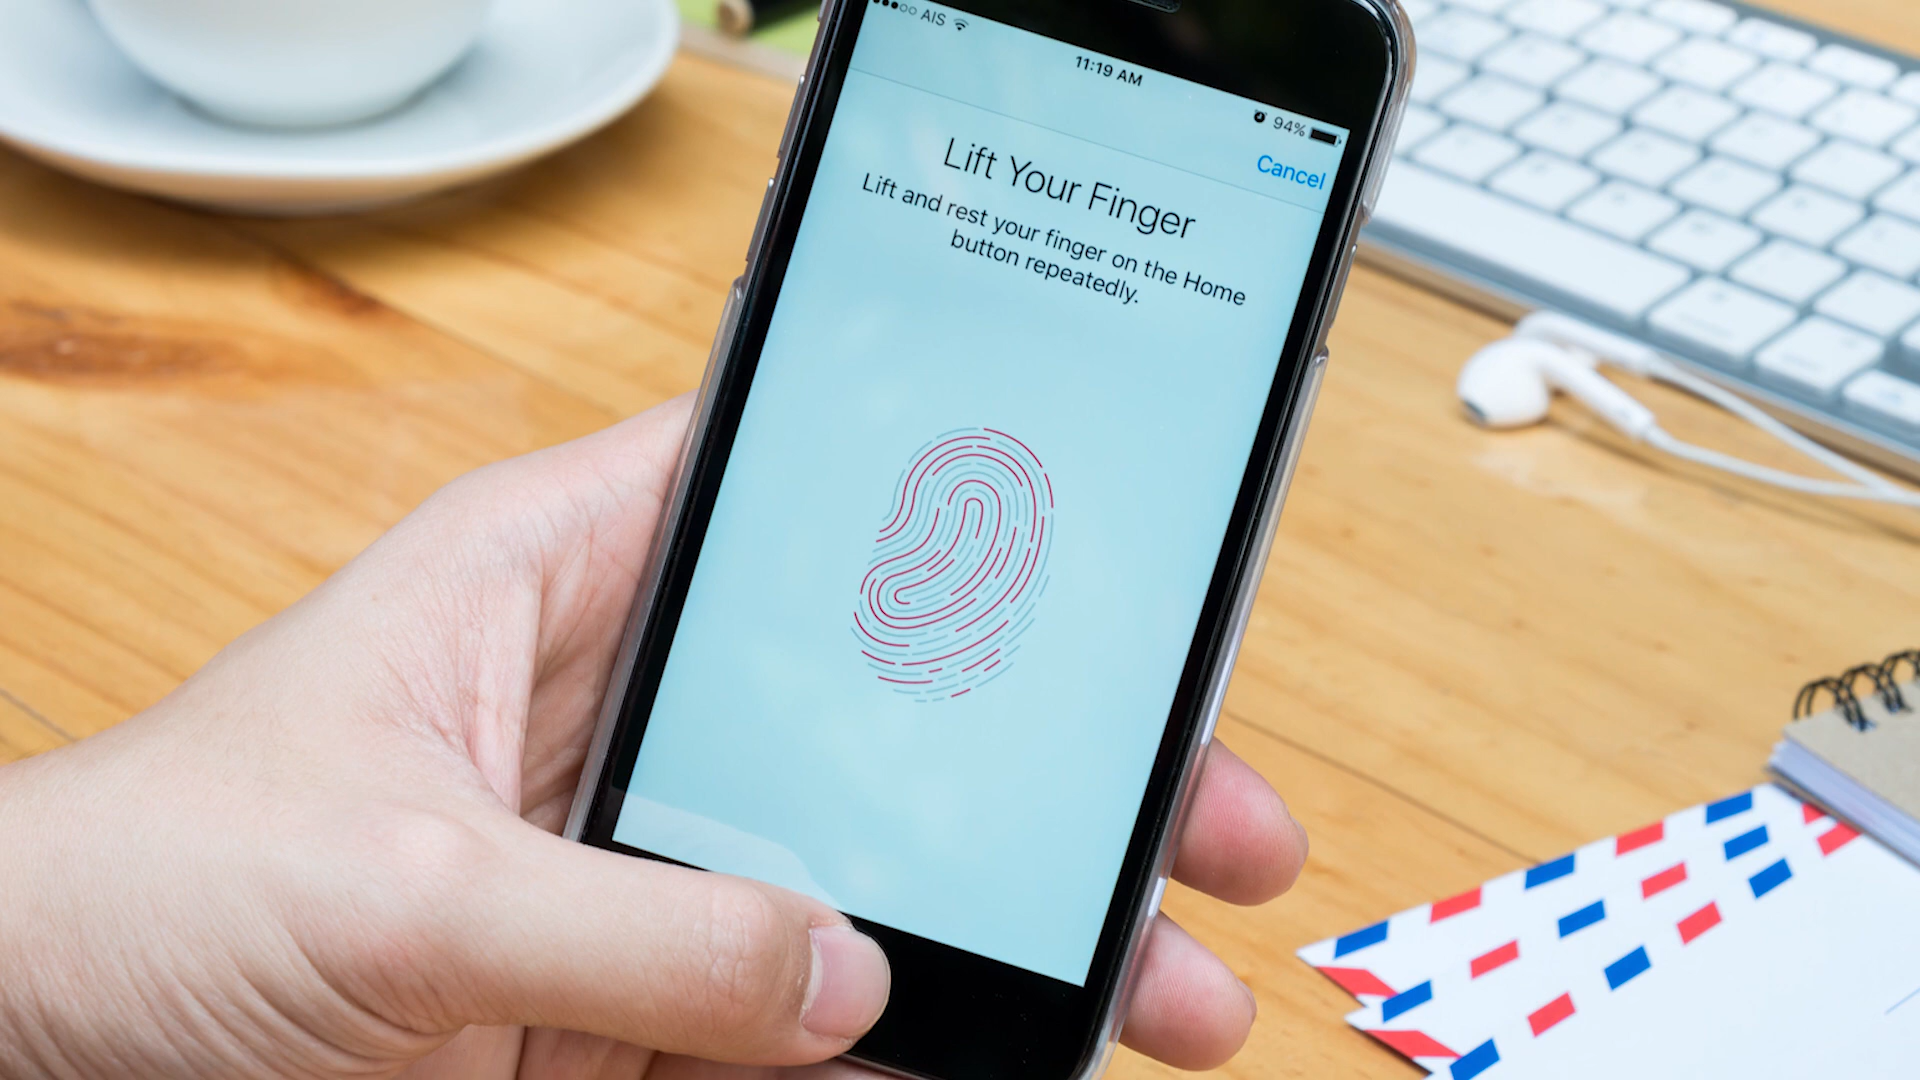 AIS
11:19 AM
94%
Cancel
Lift Your Finger
Lift and rest your finger on the Home
button repeatedly.